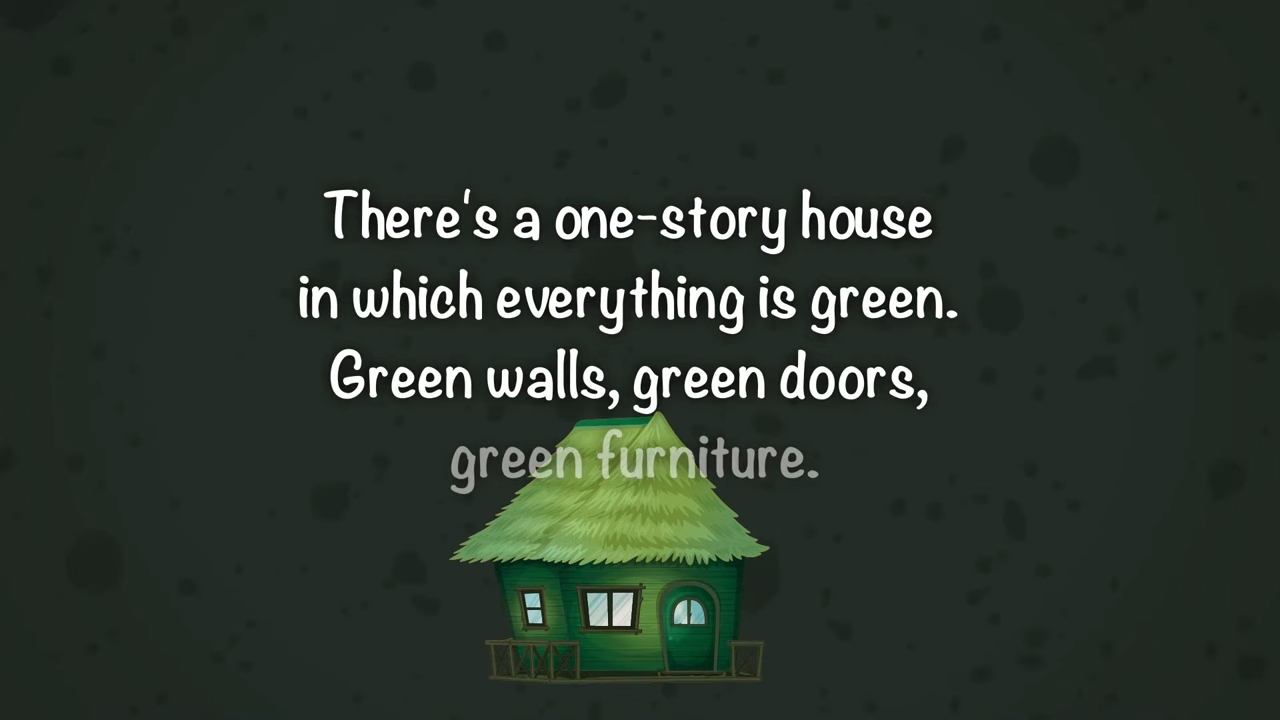 There's a one-story house
in which everything is green.
Green walls, green doors,
green furniture.